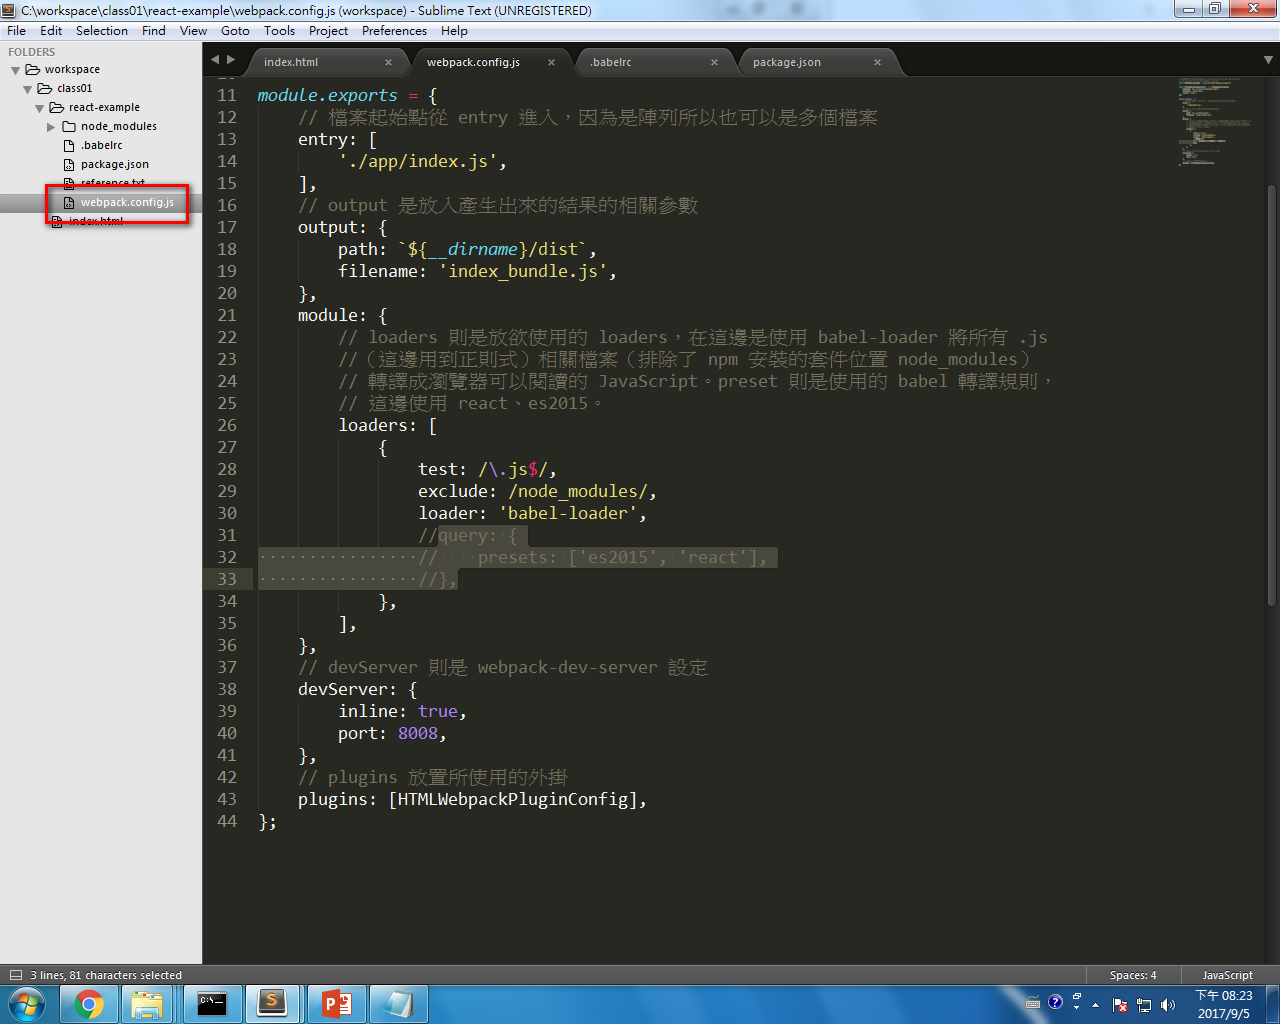 C:\workspace\class01\react-example\webpack.config.js (workspace) - Sublime Text (UNREGISTERED)
File Edit Selection Find View Goto Tools Project Preferences Help
FOLDERS
workspace
class01
react-example
node_modules
.babelrc
package.json
reference.txt
webpack.config.js
index.html
index.html × webpack.config.js × .babelrc × package.json ×
11 module.exports = {
12 // 檔案起始點從 entry 進入，因為是陣列所以也可以是多個檔案
13 entry: [
14 './app/index.js',
15 ],
16 // output 是放入產生出來的結果的相關參數
17 output: {
18 path: `${__dirname}/dist`,
19 filename: 'index_bundle.js',
20 },
21 module: {
22 // loaders 則是放欲使用的 loaders，在這邊是使用 babel-loader 將所有 .js
23 //（這邊用到正則式）相關檔案（排除了 npm 安裝的套件位置 node_modules）
24 // 轉譯成瀏覽器可以閱讀的 JavaScript。preset 則是使用的 babel 轉譯規則，
25 // 這邊使用 react、es2015。
26 loaders: [
27 {
28 test: /\.js$/,
29 exclude: /node_modules/,
30 loader: 'babel-loader',
31 //query: {
32 // presets: ['es2015', 'react'],
33 //},
34 },
35 ],
36 },
37 // devServer 則是 webpack-dev-server 設定
38 devServer: {
39 inline: true,
40 port: 8008,
41 },
42 // plugins 放置所使用的外掛
43 plugins: [HTMLWebpackPluginConfig],
44 };
3 lines, 81 characters selected Spaces: 4 JavaScript
下午 08:23
2017/9/5